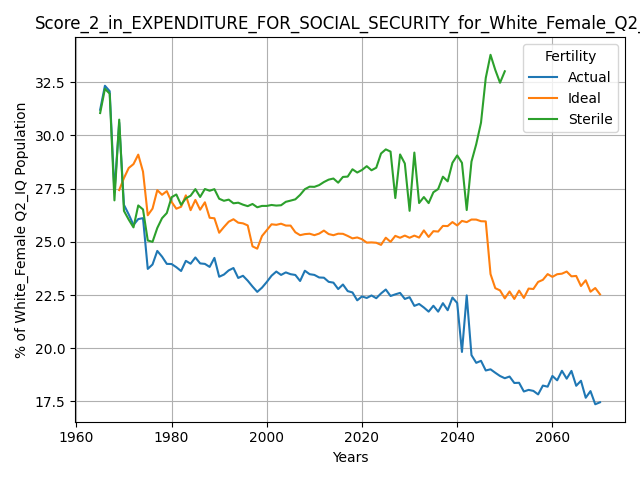 Score_2_in_EXPENDITURE_FOR_SOCIAL_SECURITY_for_White_Female_Q2_
% of White_Female Q2_IQ Population
32.5
30.0
27.5
25.0
22.5
20.0
17.5
Fertility
Actual
Ideal
Sterile
1960
1980
2000
2020
2040
2060
Years